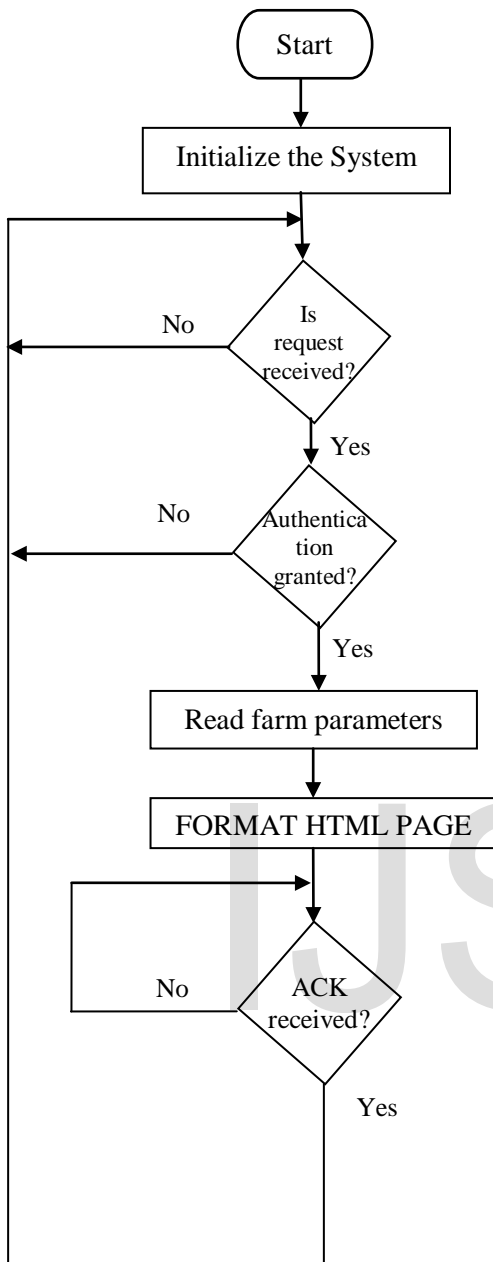 Start
Initialize the System
Is
request
received?
No
Yes
Authentica
tion
granted?
No
Yes
Read farm parameters
FORMAT HTML PAGE
ACK
received?
No
Yes
IJS